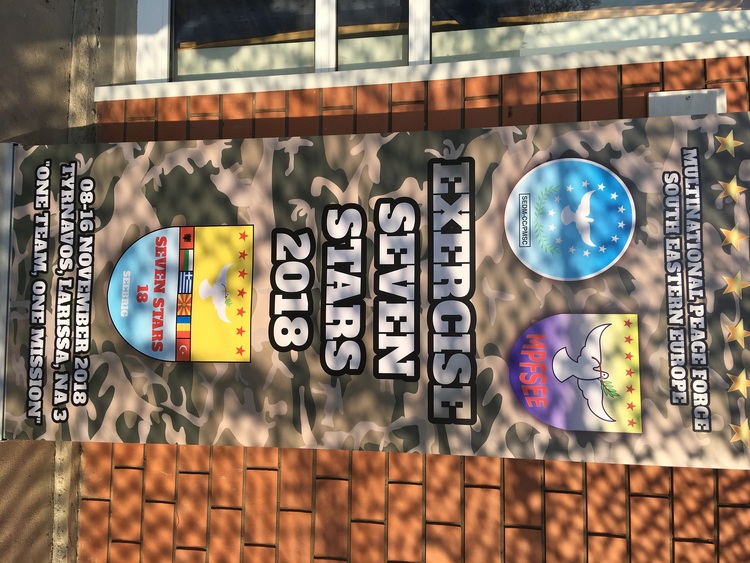 MULTINATIONAL PEACE FORCE
SOUTH EASTERN EUROPE
SEDM-CC/PMSC
MPFSEE
EXERCISE
SEVEN
STARS
2018
SEVEN STARS
18
SEEBRIG
08-16 NOVEMBER 2018
TYRNAVOS, LARISSA, NA 3
"ONE TEAM, ONE MISSION"